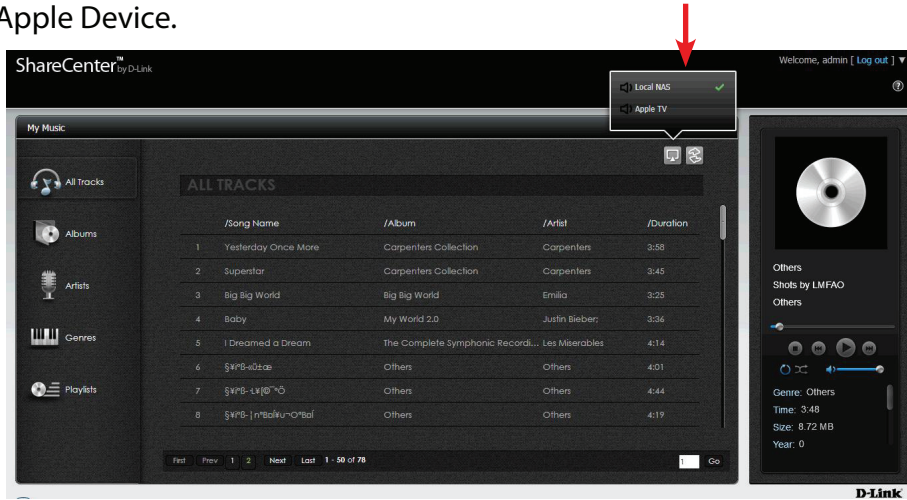 Apple Device.
ShareCenter™ by D-Link
Welcome, admin [ Log out ] ▼
Local NAS
Apple TV
My Music
All Tracks
Albums
Artists
Genres
Playlists
ALL TRACKS
/Song Name /Album /Artist /Duration
1 Yesterday Once More Carpenters Collection Carpenters 3:58
2 Superstar Carpenters Collection Carpenters 3:45
3 Big Big World Big Big World Emilia 3:25
4 Baby My World 2.0 Justin Bieber; 3:36
5 I Dreamed a Dream The Complete Symphonic Recordi... Les Miserables 4:14
6 Others Others 4:01
7 Others Others 4:44
8 Others Others 4:19
First Prev 1 2 Next Last 1 - 50 of 78
1 Go
Others
Shots by LMFAO
Others
Genre: Others
Time: 3:48
Size: 8.72 MB
Year: 0
D-Link